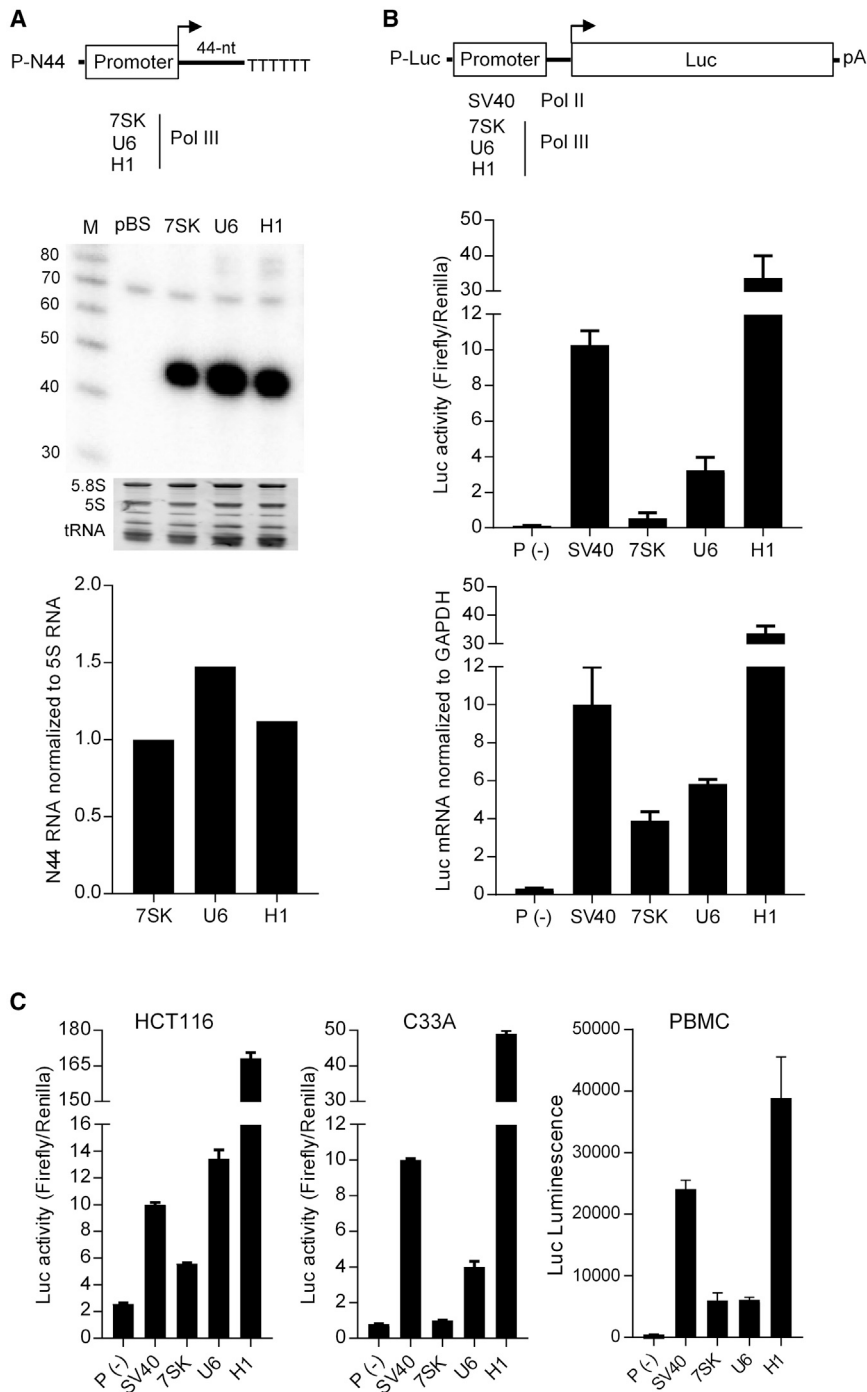 A
P-N44
Promoter
44-nt
TTTTTT
7SK
U6
H1
Pol III
M pBS 7SK U6 H1
80
70
60
50
40
30
5.8S
5S
tRNA
N44 RNA normalized to 5S RNA
2.0
1.5
1.0
0.5
0.0
7SK U6 H1
B
P-Luc
Promoter
Luc
pA
SV40 Pol II
7SK
U6
H1
Pol III
Luc activity (Firefly/Renilla)
50
40
30
12
10
8
6
4
2
0
P (-) SV40 7SK U6 H1
Luc mRNA normalized to GAPDH
50
40
30
12
10
8
6
4
2
0
P (-) SV40 7SK U6 H1
C
HCT116
Luc activity (Firefly/Renilla)
180
165
150
16
14
12
10
8
6
4
2
0
P (-) SV40 7SK U6 H1
C33A
Luc activity (Firefly/Renilla)
50
40
30
12
10
8
6
4
2
0
P (-) SV40 7SK U6 H1
PBMC
Luc Luminescence
50000
40000
30000
20000
10000
0
P (-) SV40 7SK U6 H1